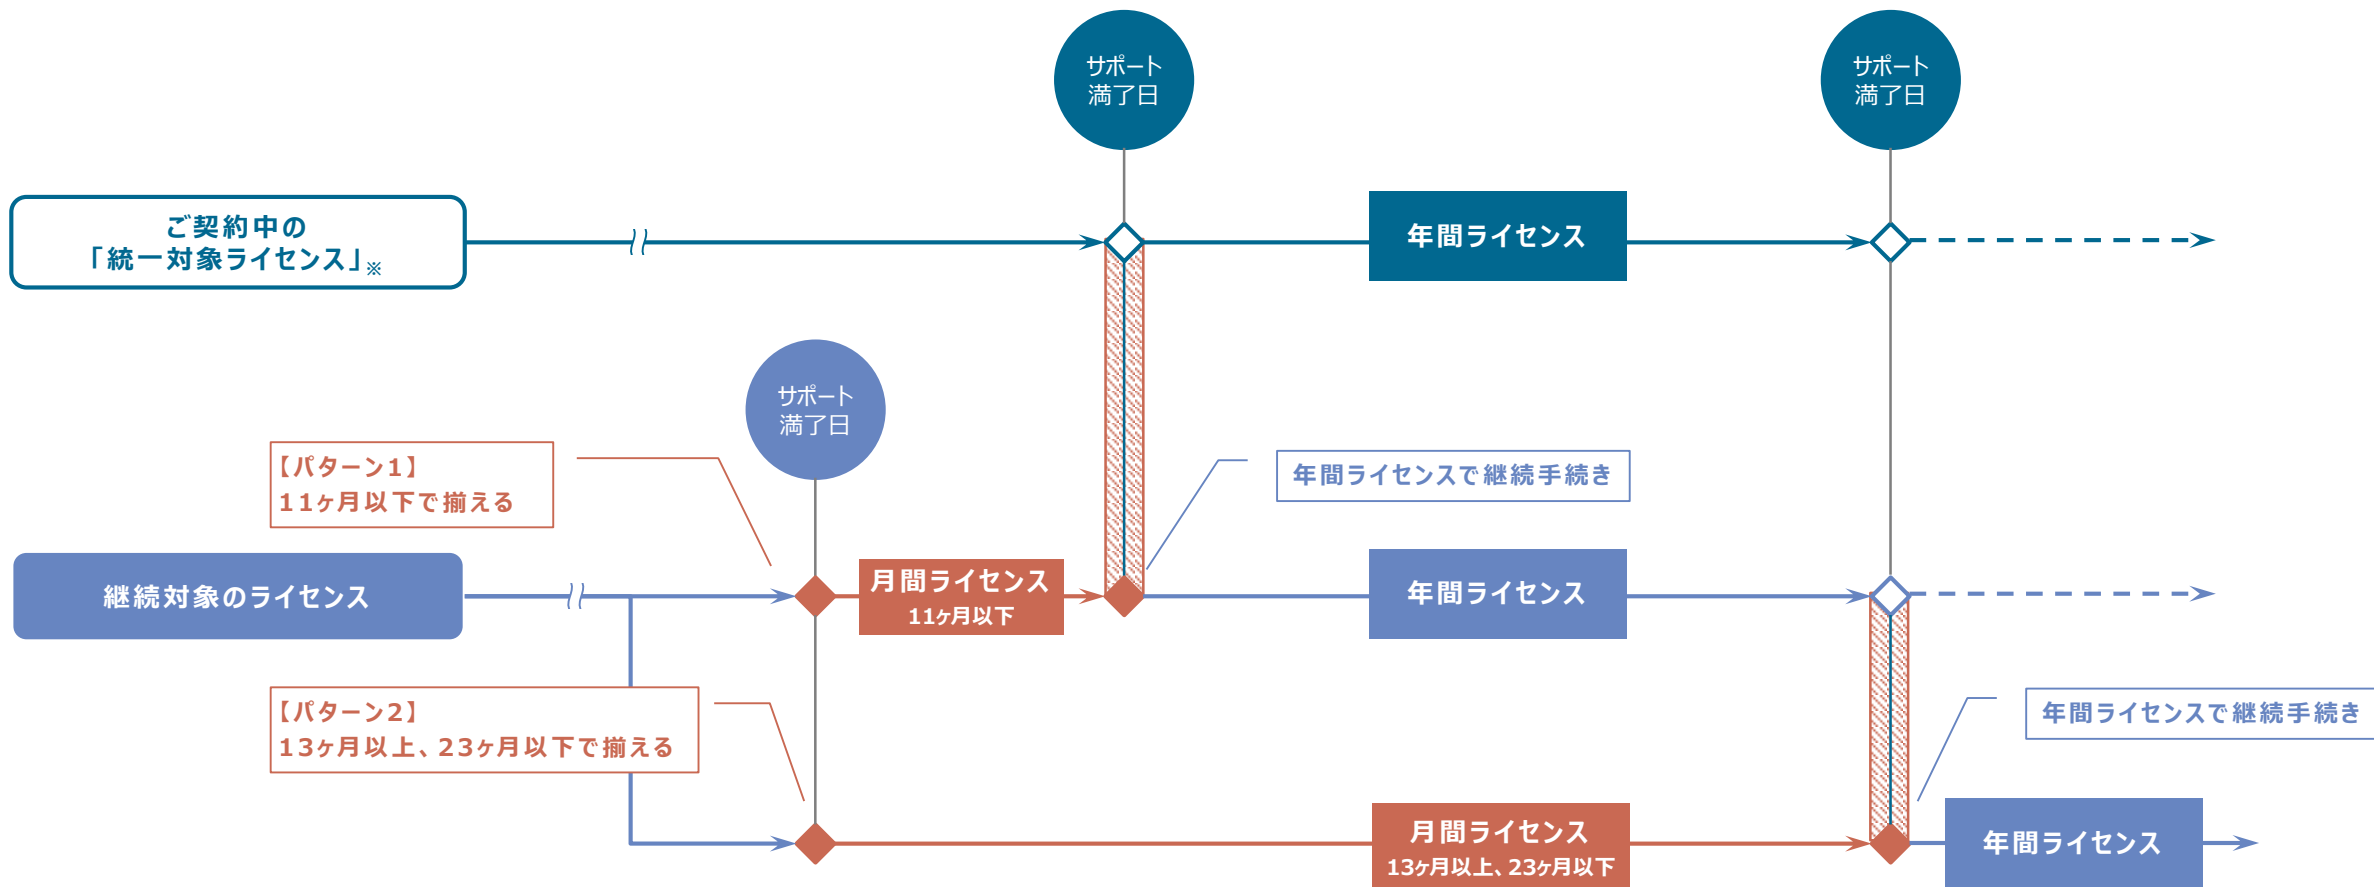 サポート
満了日
サポート
満了日
ご契約中の
「統一対象ライセンス」※
年間ライセンス
サポート
満了日
【パターン1】
11ヶ月以下で揃える
年間ライセンスで継続手続き
継続対象のライセンス
月間ライセンス
11ヶ月以下
年間ライセンス
【パターン2】
13ヶ月以上、23ヶ月以下で揃える
年間ライセンスで継続手続き
月間ライセンス
13ヶ月以上、23ヶ月以下
年間ライセンス